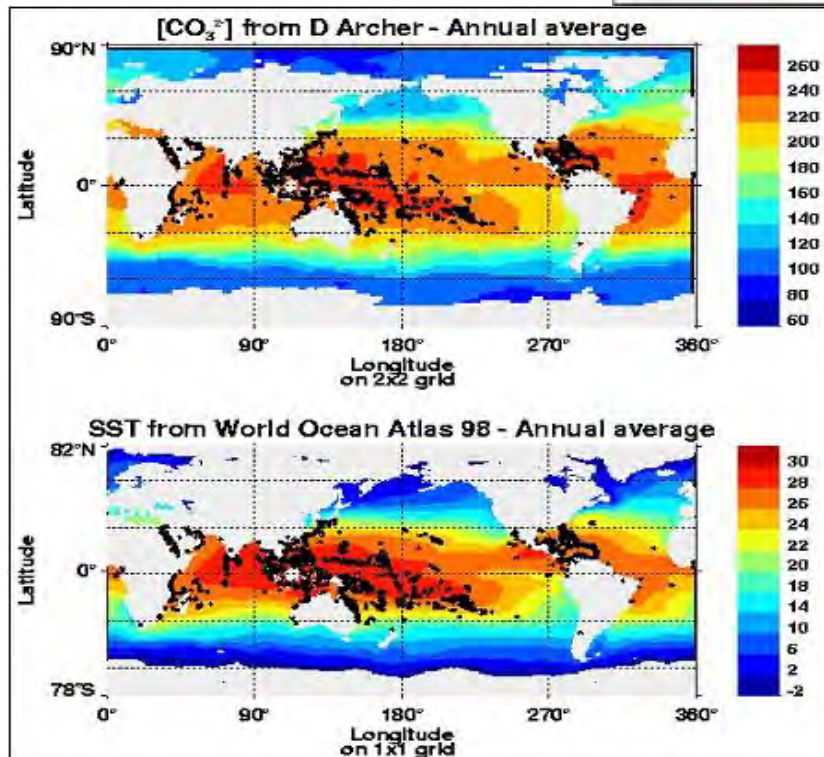 [CO₃²⁻] from D Archer - Annual average
90°N
0°
90°S
Latitude
0° 90° 180° 270° 360°
Longitude
on 2x2 grid
260
240
220
200
180
160
140
120
100
80
60
SST from World Ocean Atlas 98 - Annual average
82°N
0°
78°S
Latitude
0° 90° 180° 270° 360°
Longitude
on 1x1 grid
30
28
26
24
22
20
18
14
10
6
2
-2